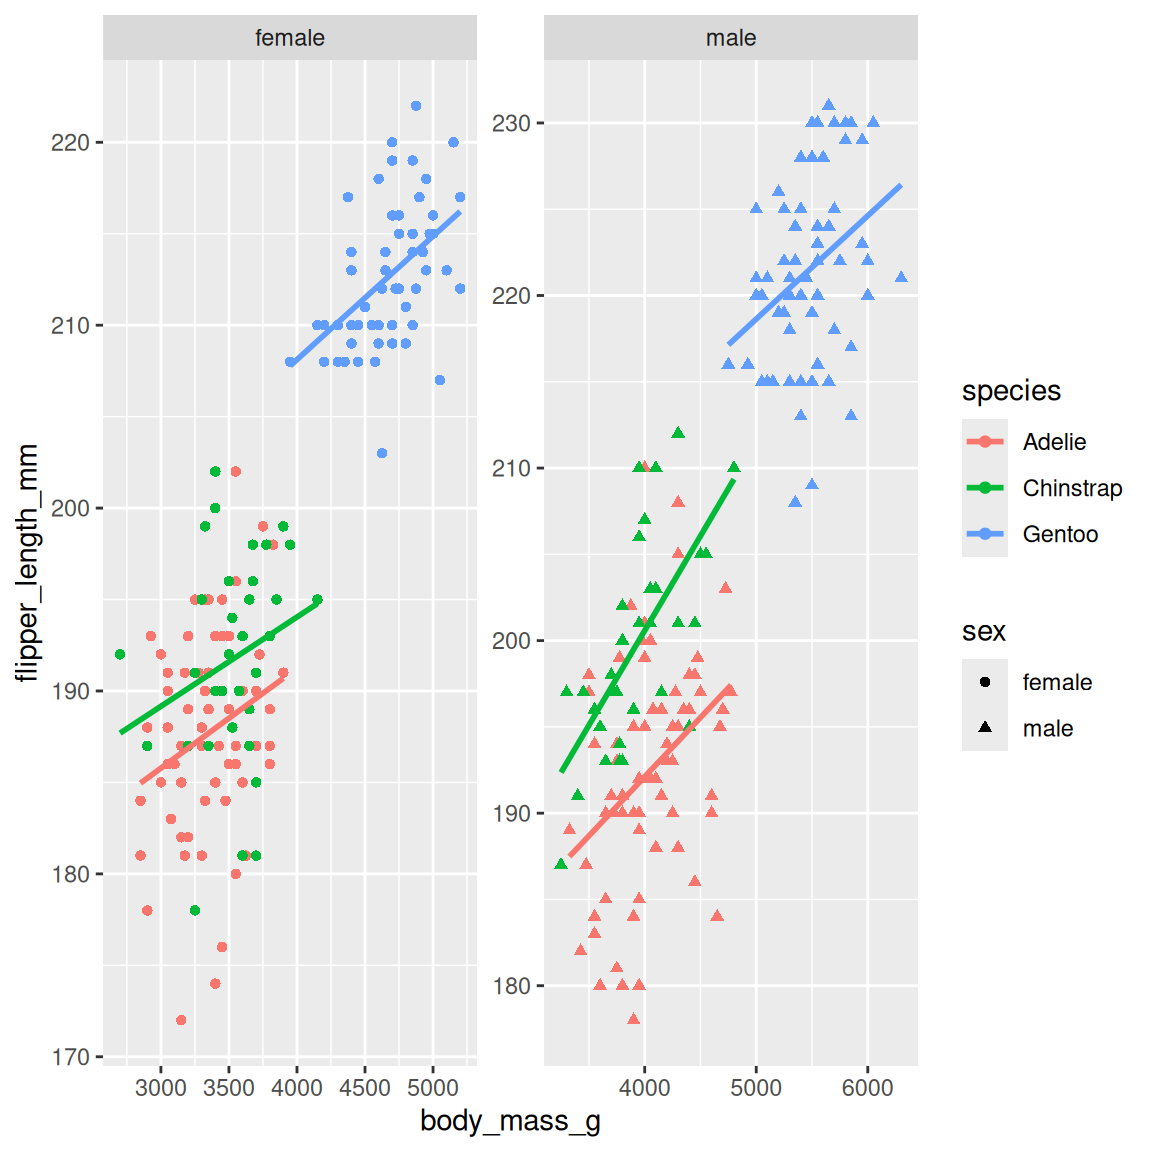 female
male
flipper_length_mm
220
210
200
190
180
170
230
220
210
200
190
180
3000 3500 4000 4500 5000
4000 5000 6000
body_mass_g
species
Adelie
Chinstrap
Gentoo
sex
female
male